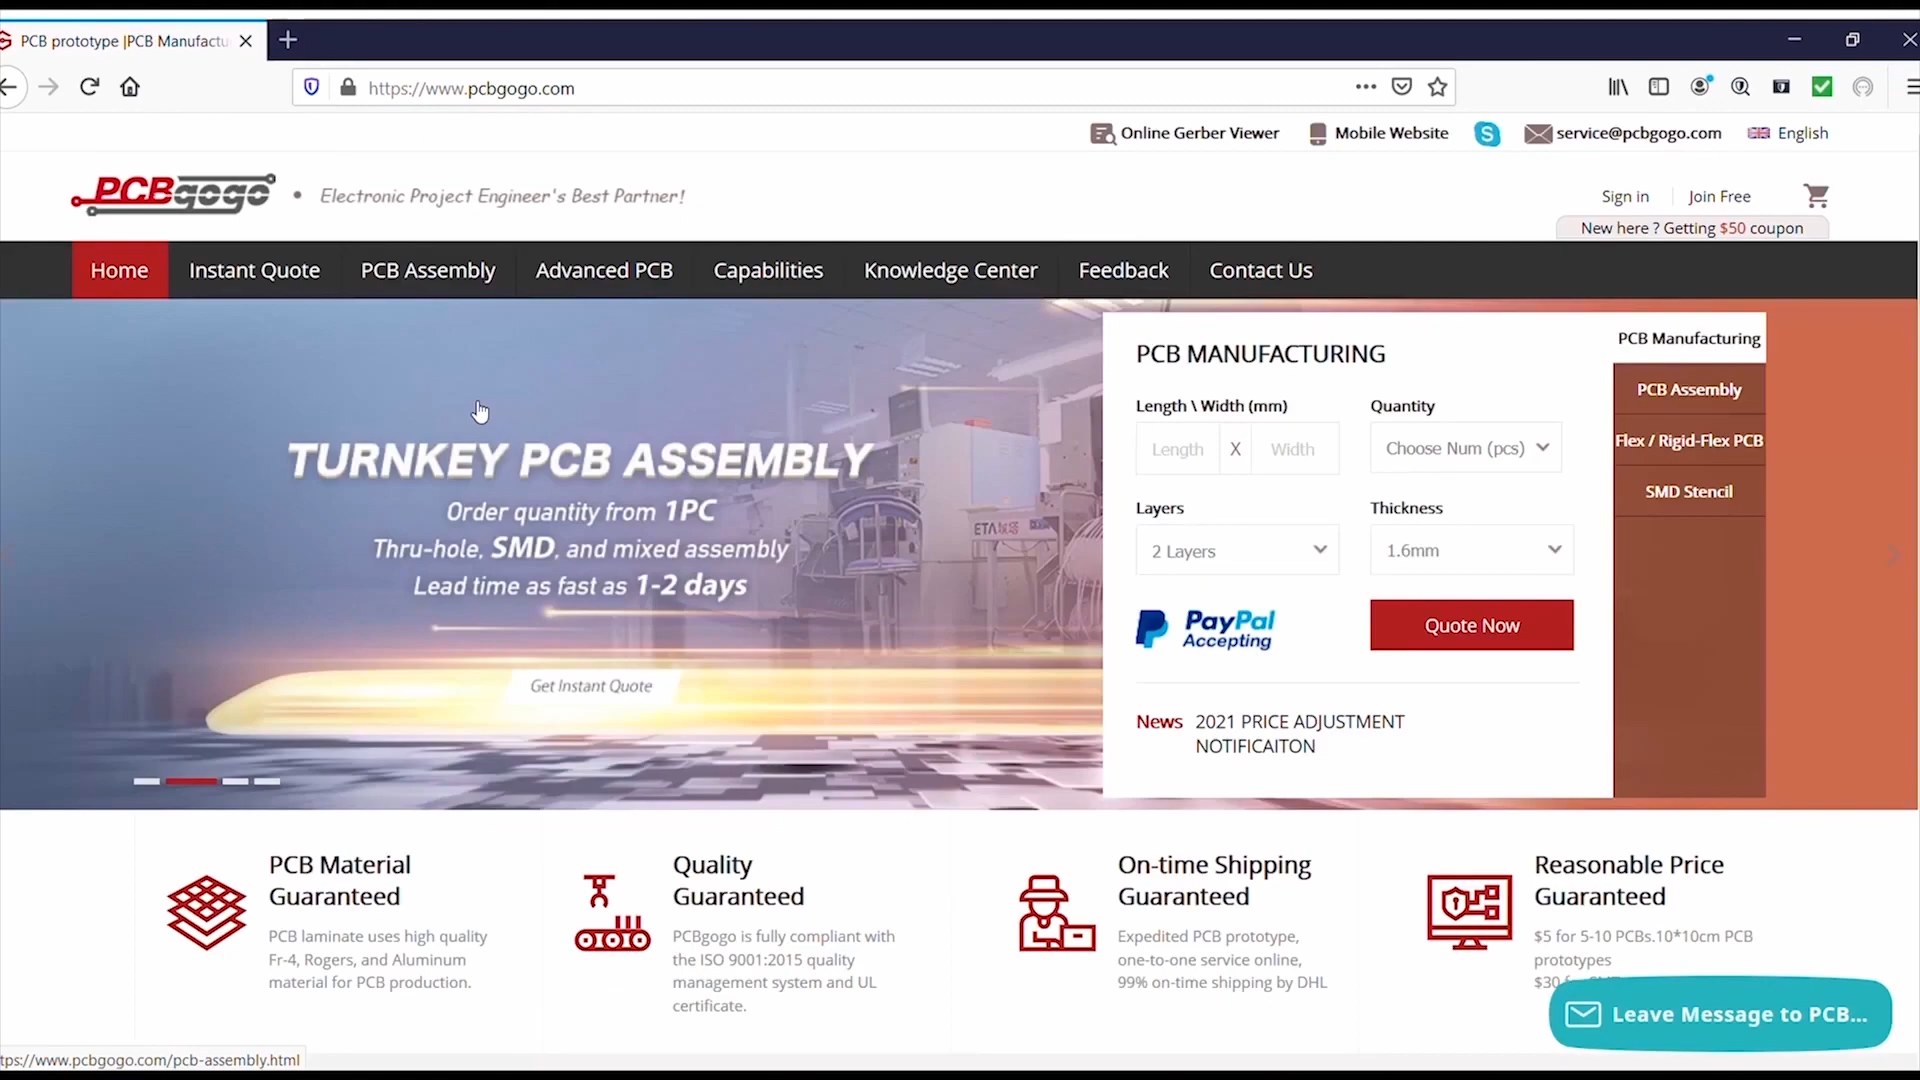 PCB prototype |PCB Manufactu
https://www.pcbgogo.com
Online Gerber Viewer
Mobile Website
service@pcbgogo.com
English
PCBgogo
• Electronic Project Engineer's Best Partner!
Sign in
Join Free
New here ? Getting $50 coupon
Home
Instant Quote
PCB Assembly
Advanced PCB
Capabilities
Knowledge Center
Feedback
Contact Us
TURNKEY PCB ASSEMBLY
Order quantity from 1PC
Thru-hole, SMD, and mixed assembly
Lead time as fast as 1-2 days
Get Instant Quote
ETA
PCB MANUFACTURING
Length \ Width (mm)
Quantity
Length X Width
Choose Num (pcs)
Layers
Thickness
2 Layers
1.6mm
PayPal
Accepting
Quote Now
News 2021 PRICE ADJUSTMENT
NOTIFICAITON
PCB Manufacturing
PCB Assembly
Flex / Rigid-Flex PCB
SMD Stencil
PCB Material
Guaranteed
PCB laminate uses high quality
Fr-4, Rogers, and Aluminum
material for PCB production.
Quality
Guaranteed
PCBgogo is fully compliant with
the ISO 9001:2015 quality
management system and UL
certificate.
On-time Shipping
Guaranteed
Expedited PCB prototype,
one-to-one service online,
99% on-time shipping by DHL
Reasonable Price
Guaranteed
$5 for 5-10 PCBs.10*10cm PCB
prototypes
$30
Leave Message to PCB...
tps://www.pcbgogo.com/pcb-assembly.html